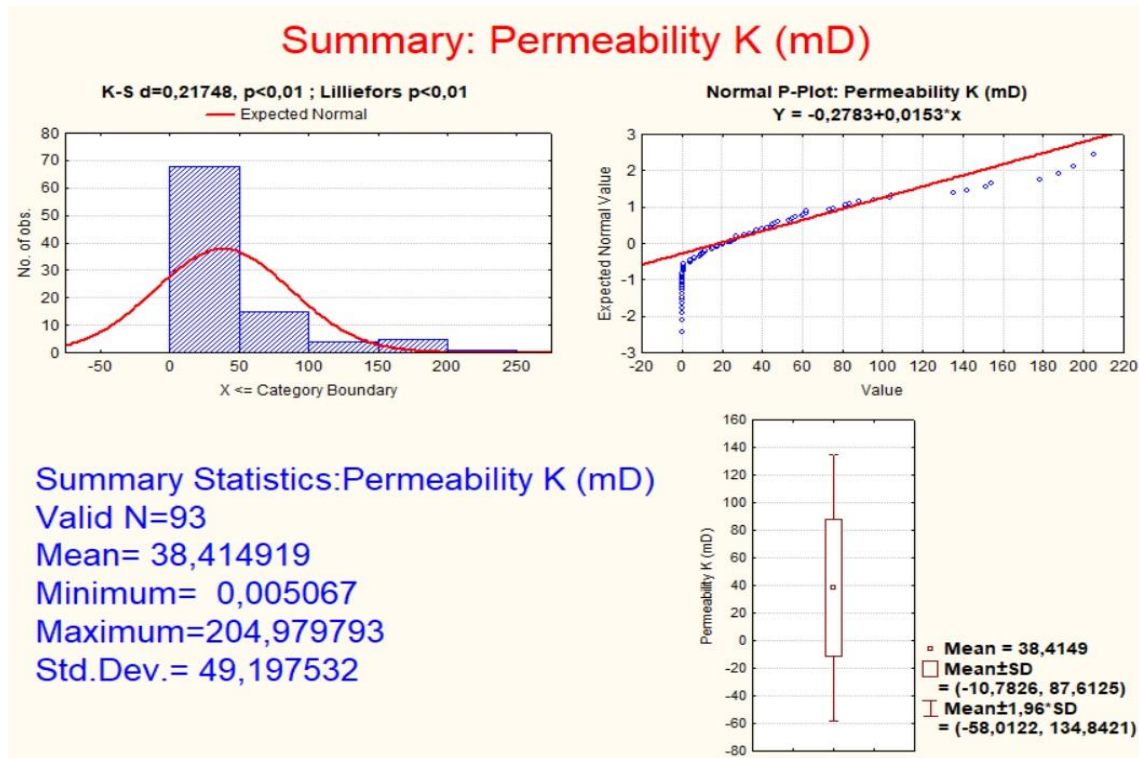 Summary: Permeability K (mD)
K-S d=0,21748, p<0,01 ; Lilliefors p<0,01
Expected Normal
80
70
60
50
40
30
20
10
0
No. of obs.
-50 0 50 100 150 200 250
X <= Category Boundary
Normal P-Plot: Permeability K (mD)
Y = -0,2783+0,0153*x
3
2
1
0
-1
-2
-3
Expected Normal Value
-20 0 20 40 60 80 100 120 140 160 180 200 220
Value
Summary Statistics:Permeability K (mD)
Valid N=93
Mean= 38,414919
Minimum= 0,005067
Maximum=204,979793
Std.Dev.= 49,197532
160
140
120
100
80
60
40
20
0
-20
-40
-60
-80
Permeability K (mD)
Mean = 38,4149
Mean±SD
= (-10,7826, 87,6125)
Mean±1,96*SD
= (-58,0122, 134,8421)